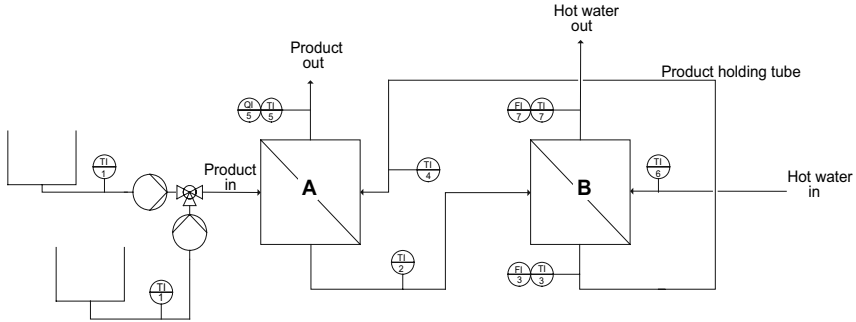 Hot water
out
Product
out
Product holding tube
QI
5
TI
5
FI
7
TI
7
TI
1
Product
in
A
TI
4
B
TI
6
Hot water
in
TI
2
FI
3
TI
3
TI
1